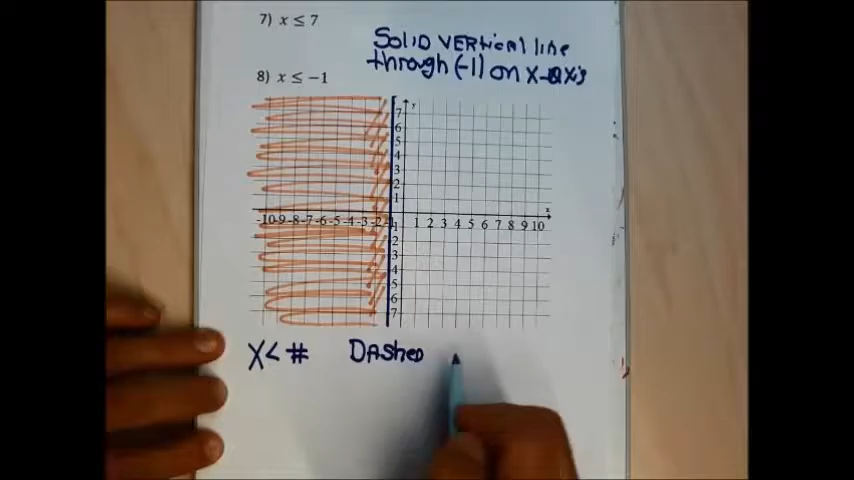 7) x ≤ 7
Solid vertical line
through (-1) on x-axis
8) x ≤ −1
y
7
6
5
4
3
2
1
x
-10 -9 -8 -7 -6 -5 -4 -3 -2 -1 1 2 3 4 5 6 7 8 9 10
1
2
3
4
5
6
7
X < # Dashed